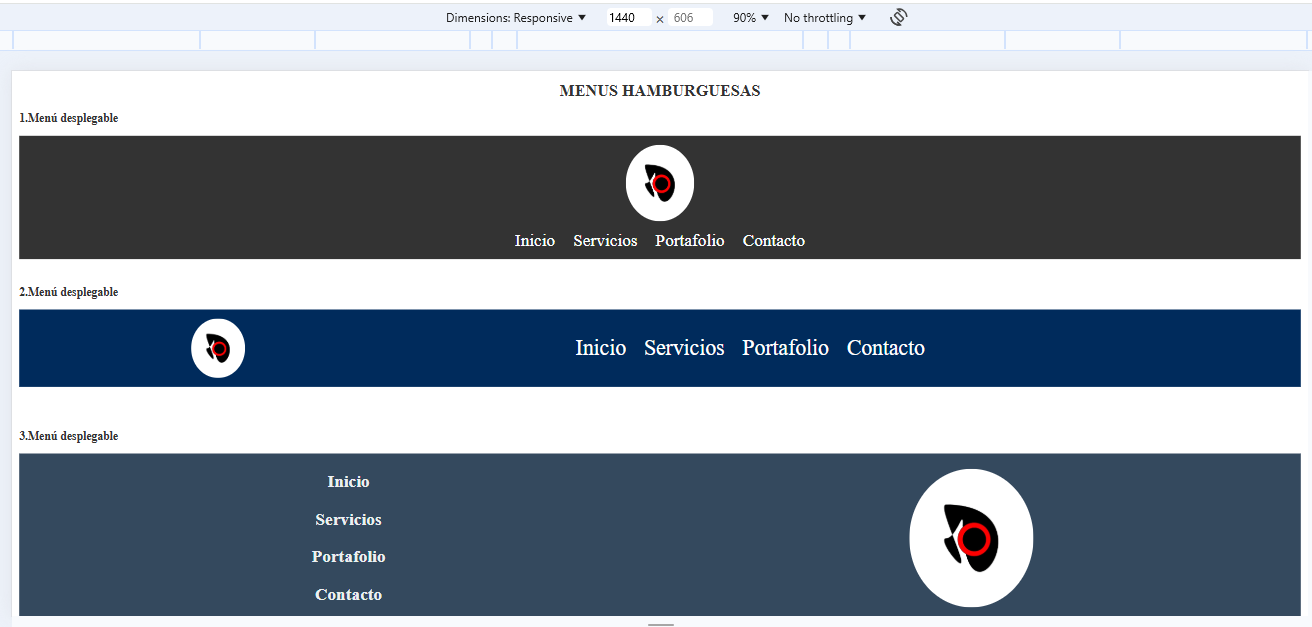 Dimensions: Responsive ▼ 1440 × 606 90% ▼ No throttling ▼
MENUS HAMBURGUESAS
1.Menú desplegable
Inicio Servicios Portafolio Contacto
2.Menú desplegable
Inicio Servicios Portafolio Contacto
3.Menú desplegable
Inicio
Servicios
Portafolio
Contacto